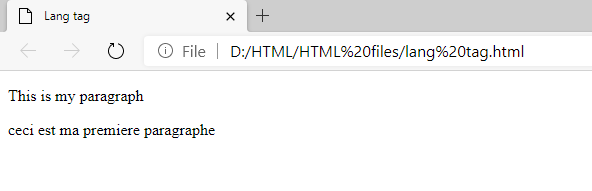 Lang tag
File D:/HTML/HTML%20files/lang%20tag.html
This is my paragraph
ceci est ma premiere paragraphe